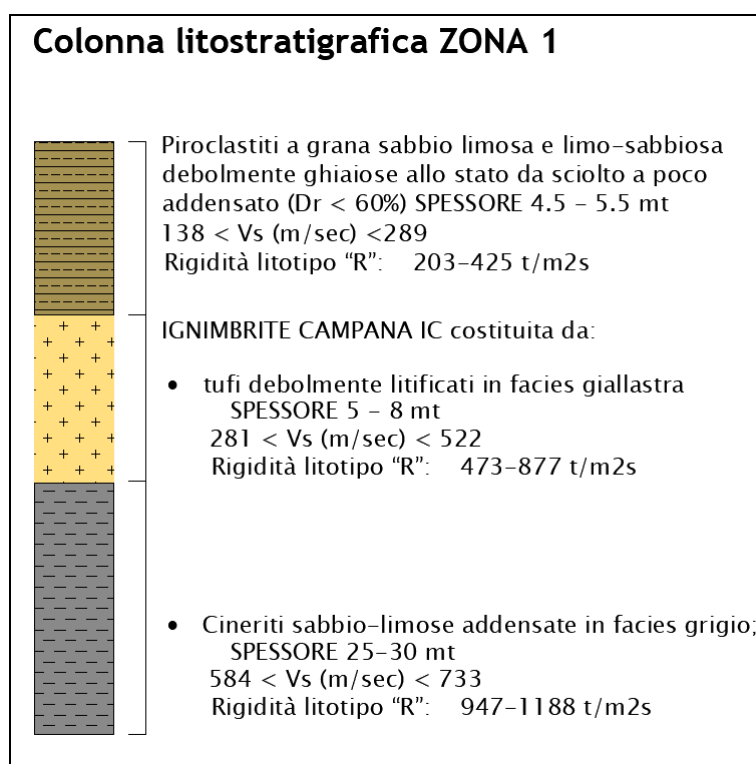 Colonna litostratigrafica ZONA 1
Piroclastiti a grana sabbio limosa e limo-sabbiosa
debolmente ghiaiose allo stato da sciolto a poco
addensato (Dr < 60%) SPESSORE 4.5 - 5.5 mt
138 < Vs (m/sec) <289
Rigidità litotipo "R": 203-425 t/m2s
IGNIMBRITE CAMPANA IC costituita da:
• tufi debolmente litificati in facies giallastra
SPESSORE 5 - 8 mt
281 < Vs (m/sec) < 522
Rigidità litotipo "R": 473-877 t/m2s
• Cineriti sabbio-limose addensate in facies grigio;
SPESSORE 25-30 mt
584 < Vs (m/sec) < 733
Rigidità litotipo "R": 947-1188 t/m2s